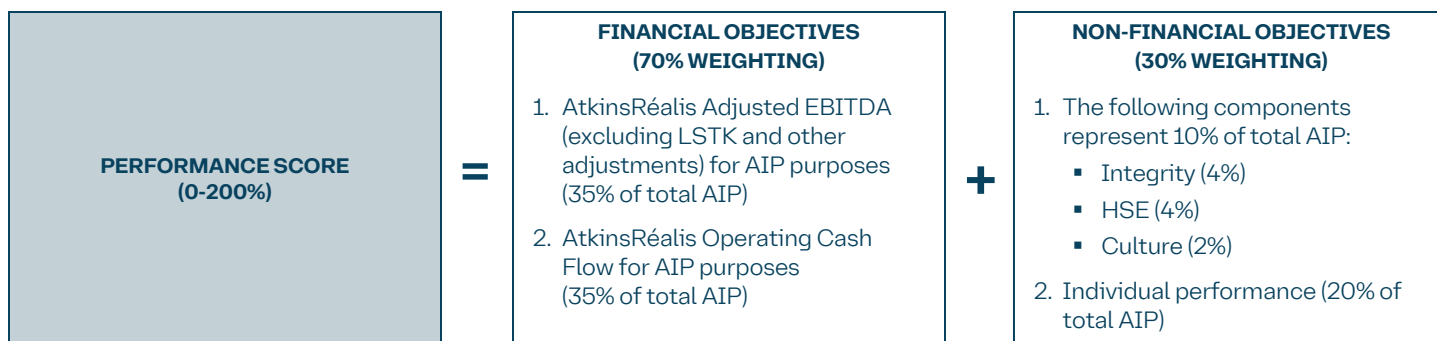 PERFORMANCE SCORE
(0-200%)
=
FINANCIAL OBJECTIVES
(70% WEIGHTING)
1. AtkinsRéalis Adjusted EBITDA
(excluding LSTK and other
adjustments) for AIP purposes
(35% of total AIP)
2. AtkinsRéalis Operating Cash
Flow for AIP purposes
(35% of total AIP)
+
NON-FINANCIAL OBJECTIVES
(30% WEIGHTING)
1. The following components
represent 10% of total AIP:
▪ Integrity (4%)
▪ HSE (4%)
▪ Culture (2%)
2. Individual performance (20% of
total AIP)